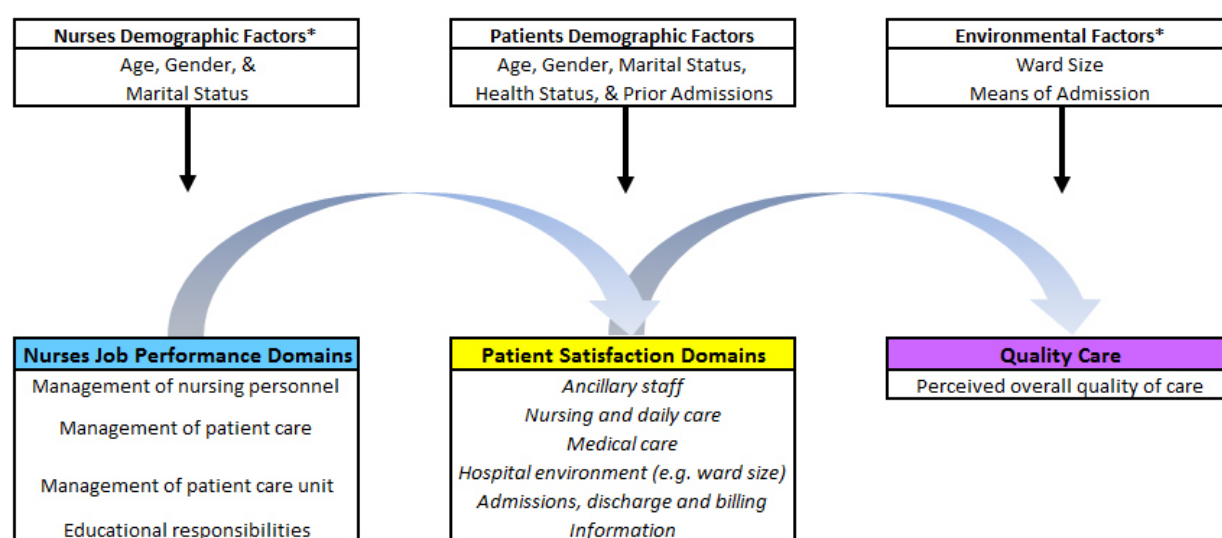 Nurses Demographic Factors*
Age, Gender, &
Marital Status
Patients Demographic Factors
Age, Gender, Marital Status,
Health Status, & Prior Admissions
Environmental Factors*
Ward Size
Means of Admission
Nurses Job Performance Domains
Management of nursing personnel
Management of patient care
Management of patient care unit
Educational responsibilities
Patient Satisfaction Domains
Ancillary staff
Nursing and daily care
Medical care
Hospital environment (e.g. ward size)
Admissions, discharge and billing
Information
Quality Care
Perceived overall quality of care